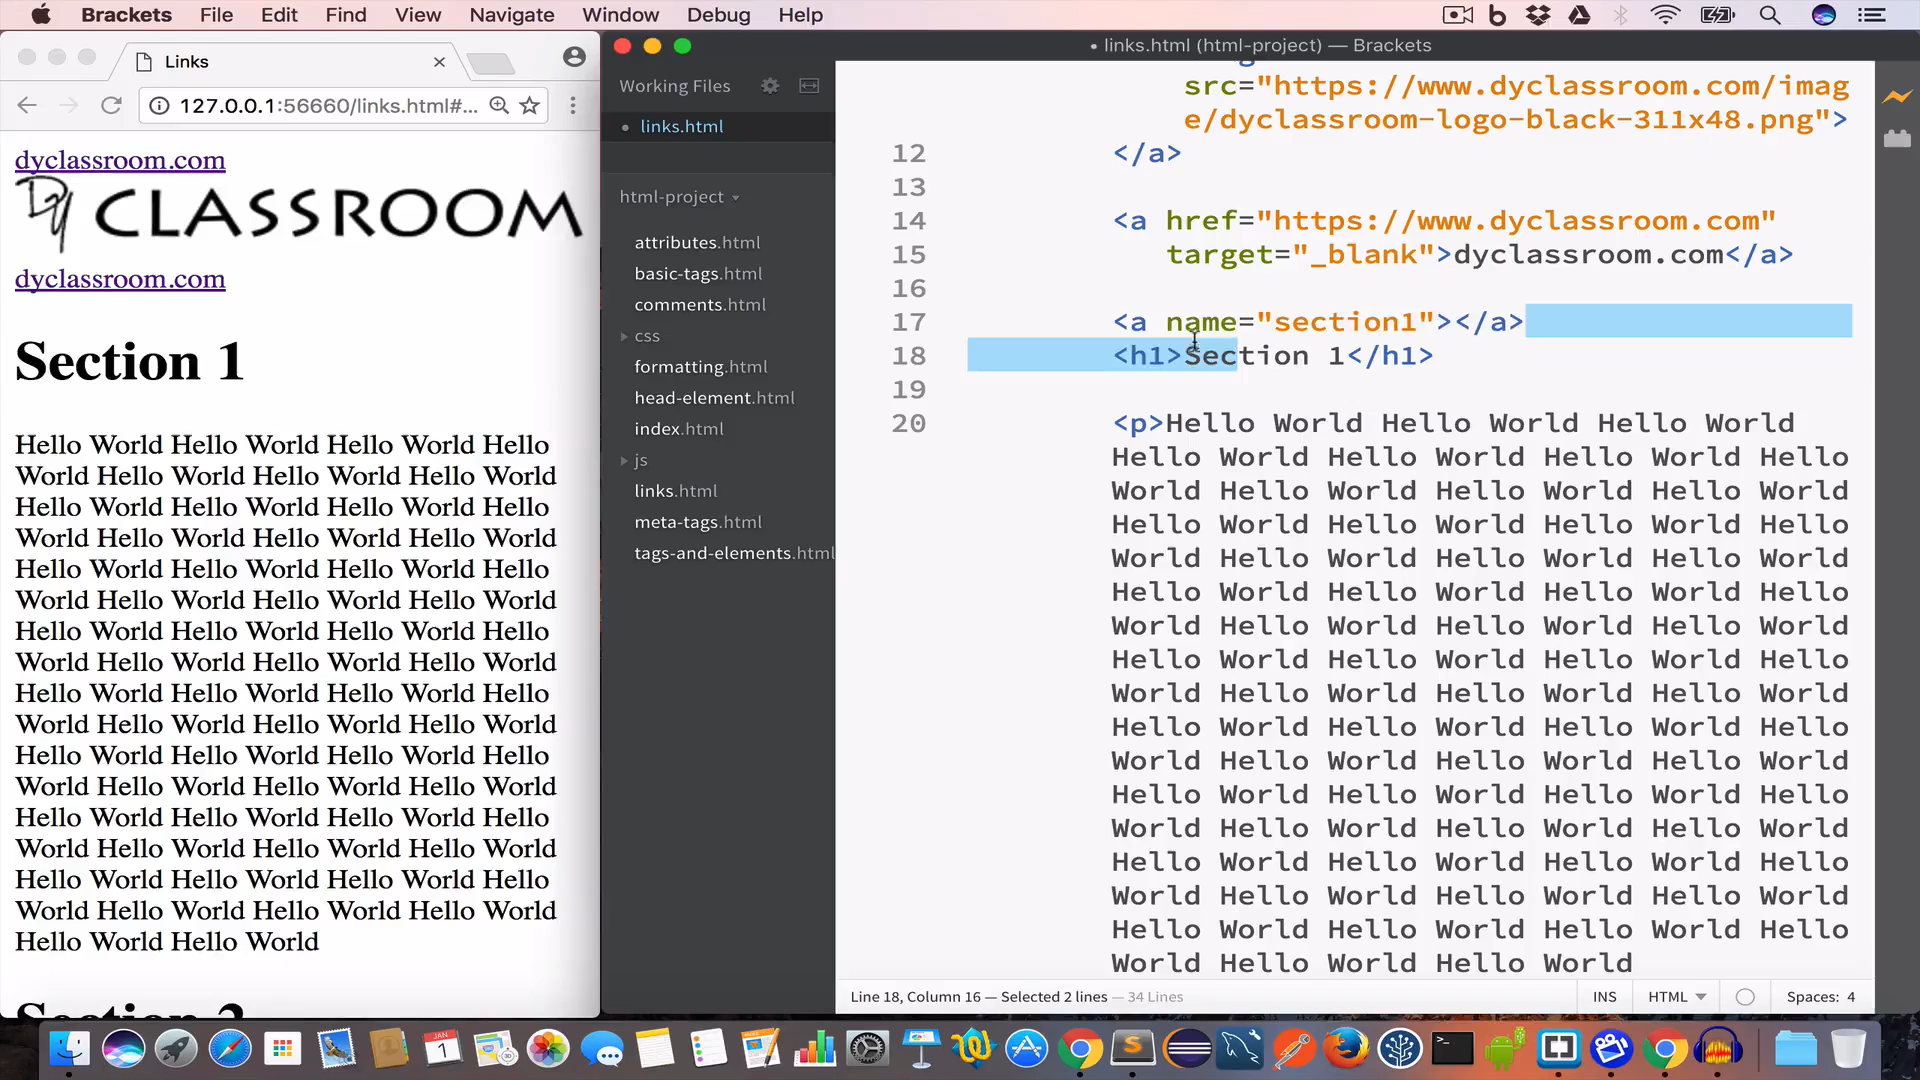 Brackets File Edit Find View Navigate Window Debug Help
Links
127.0.0.1:56660/links.html#...
dyclassroom.com
Dy CLASSROOM
dyclassroom.com
Section 1
Hello World Hello World Hello World Hello
World Hello World Hello World Hello World
Hello World Hello World Hello World Hello
World Hello World Hello World Hello World
Hello World Hello World Hello World Hello
World Hello World Hello World Hello World
Hello World Hello World Hello World Hello
World Hello World Hello World Hello World
Hello World Hello World Hello World Hello
World Hello World Hello World Hello World
Hello World Hello World Hello World Hello
World Hello World Hello World Hello World
Hello World Hello World Hello World Hello
World Hello World Hello World Hello World
Hello World Hello World Hello World Hello
World Hello World Hello World Hello World
Hello World Hello World
Section 2
• links.html (html-project) — Brackets
Working Files
links.html
html-project
attributes.html
basic-tags.html
comments.html
css
formatting.html
head-element.html
index.html
js
links.html
meta-tags.html
tags-and-elements.html
src="https://www.dyclassroom.com/imag
e/dyclassroom-logo-black-311x48.png">
12 </a>
13
14 <a href="https://www.dyclassroom.com"
15 target="_blank">dyclassroom.com</a>
16
17 <a name="section1"></a>
18 <h1>Section 1</h1>
19
20 <p>Hello World Hello World Hello World
Hello World Hello World Hello World Hello
World Hello World Hello World Hello World
Hello World Hello World Hello World Hello
World Hello World Hello World Hello World
Hello World Hello World Hello World Hello
World Hello World Hello World Hello World
Hello World Hello World Hello World Hello
World Hello World Hello World Hello World
Hello World Hello World Hello World Hello
World Hello World Hello World Hello World
Hello World Hello World Hello World Hello
World Hello World Hello World Hello World
Hello World Hello World Hello World Hello
World Hello World Hello World Hello World
Hello World Hello World Hello World Hello
World Hello World Hello World
Line 18, Column 16 — Selected 2 lines — 34 Lines
INS HTML Spaces: 4
JAN
1